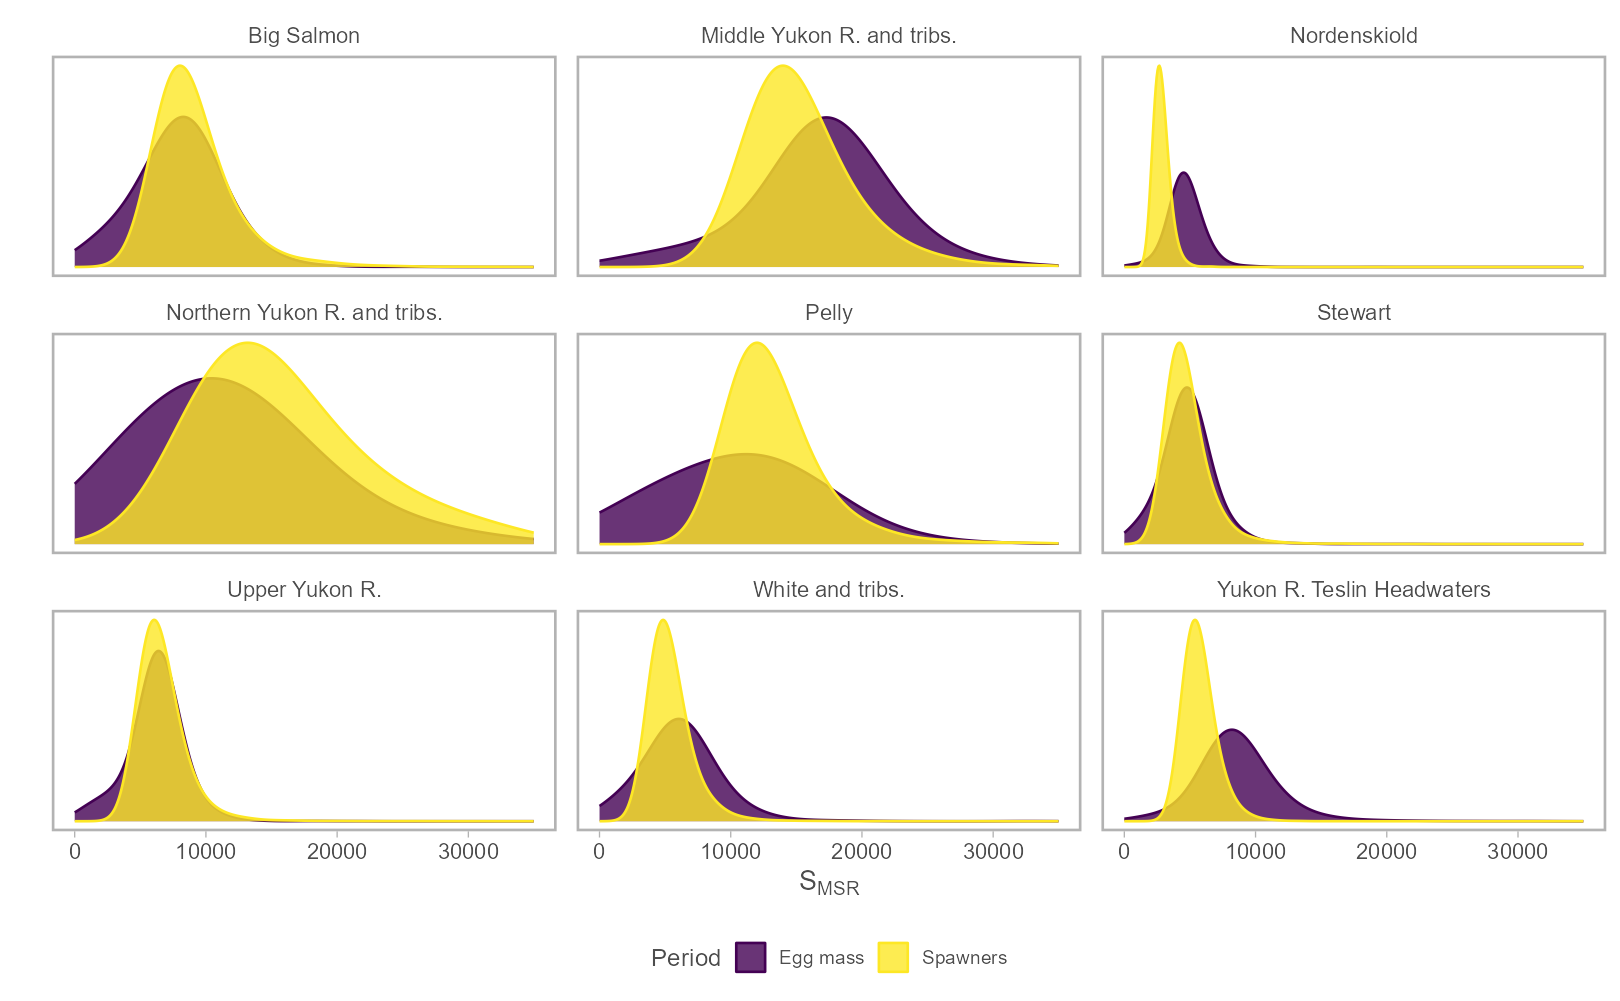 Big Salmon
Middle Yukon R. and tribs.
Nordenskiold
Northern Yukon R. and tribs.
Pelly
Stewart
Upper Yukon R.
White and tribs.
Yukon R. Teslin Headwaters
0 10000 20000 30000
0 10000 20000 30000
0 10000 20000 30000
SMSR
Period Egg mass Spawners